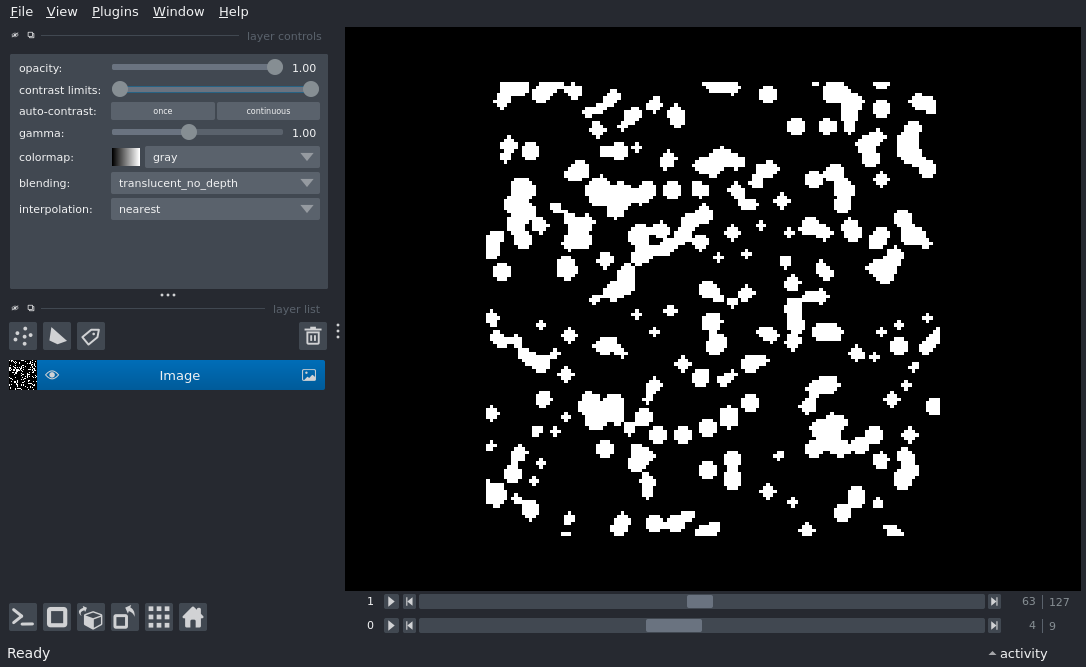 File View Plugins Window Help
layer controls
opacity: 1.00
contrast limits:
auto-contrast: once continuous
gamma: 1.00
colormap: gray
blending: translucent_no_depth
interpolation: nearest
layer list
Image
1 63 127
0 4 9
Ready activity